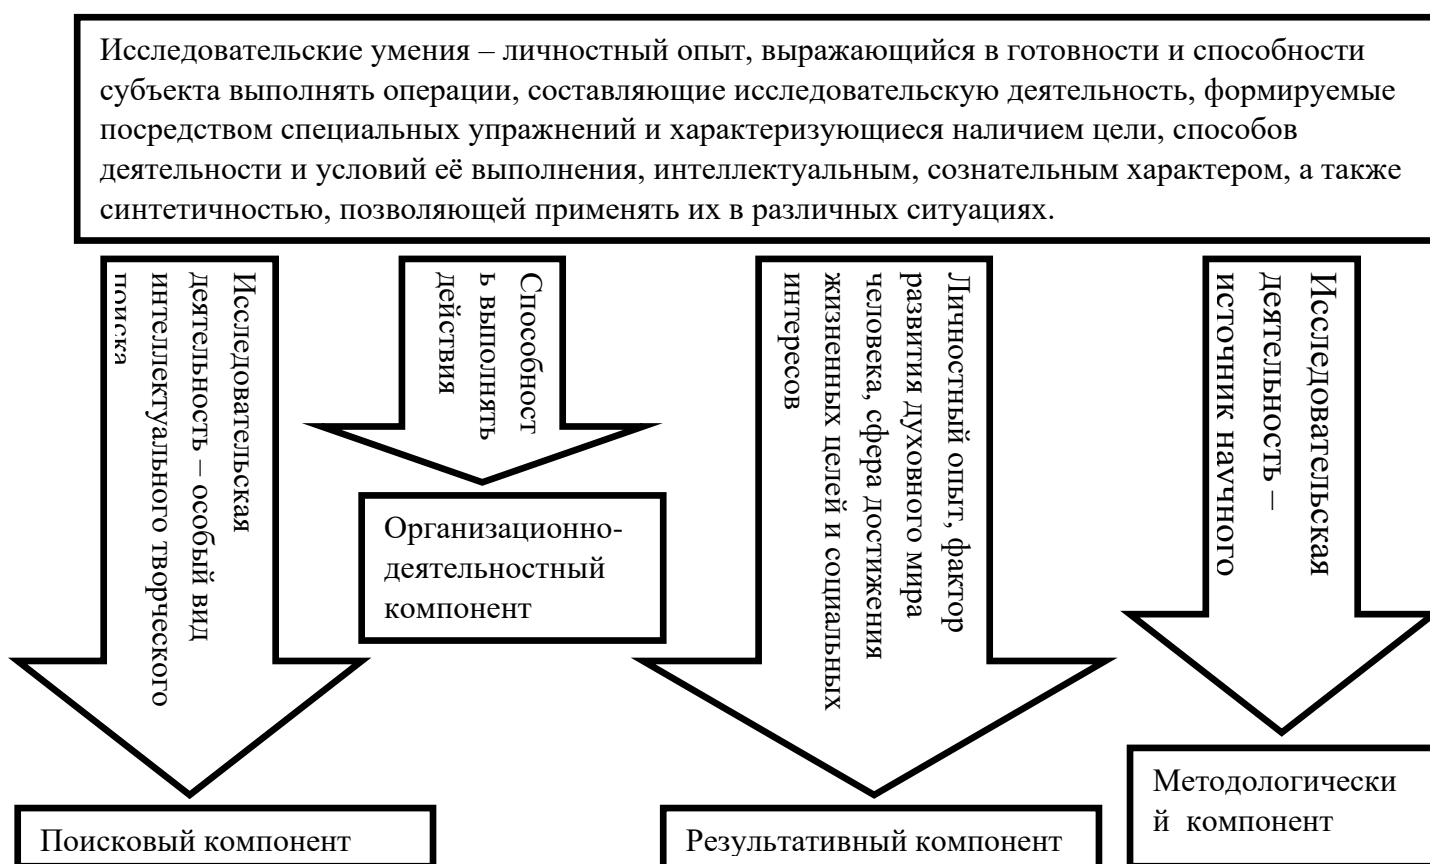 Исследовательские умения – личностный опыт, выражающийся в готовности и способности
субъекта выполнять операции, составляющие исследовательскую деятельность, формируемые
посредством специальных упражнений и характеризующиеся наличием цели, способов
деятельности и условий её выполнения, интеллектуальным, сознательным характером, а также
синтетичностью, позволяющей применять их в различных ситуациях.
Исследовательская
деятельность – особый вид
интеллектуального творческого
поиска
Способност
ь выполнять
действия
Личностный опыт, фактор
развития духовного мира
человека, сфера достижения
жизненных целей и социальных
интересов
Исследовательская
деятельность –
источник научного
Организационно-
деятельностный
компонент
Поисковый компонент
Результативный компонент
Методологически
й  компонент